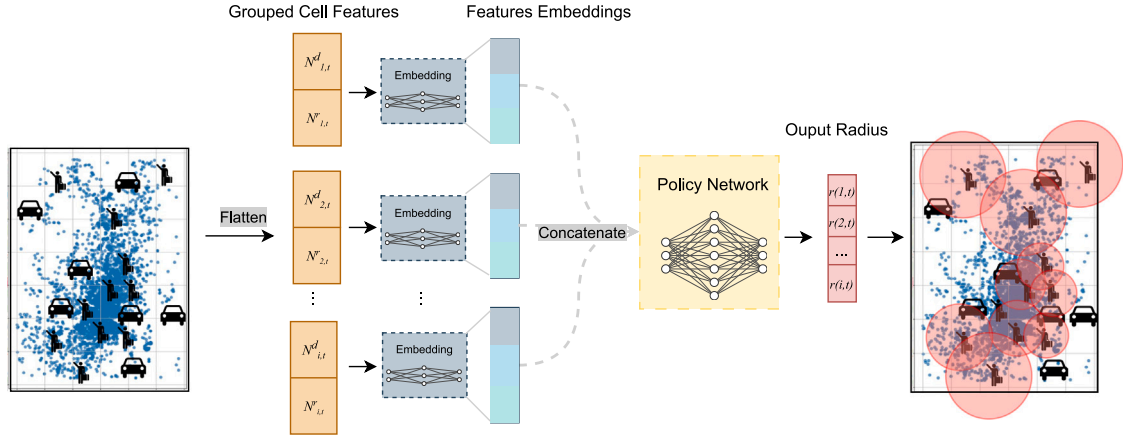 Grouped Cell Features
Features Embeddings
N^d_{1,t}
N^r_{1,t}
Embedding
Flatten
N^d_{2,t}
N^r_{2,t}
Embedding
...
...
N^d_{i,t}
N^r_{i,t}
Embedding
Concatenate
Policy Network
Ouput Radius
r(1,t)
r(2,t)
...
r(i,t)